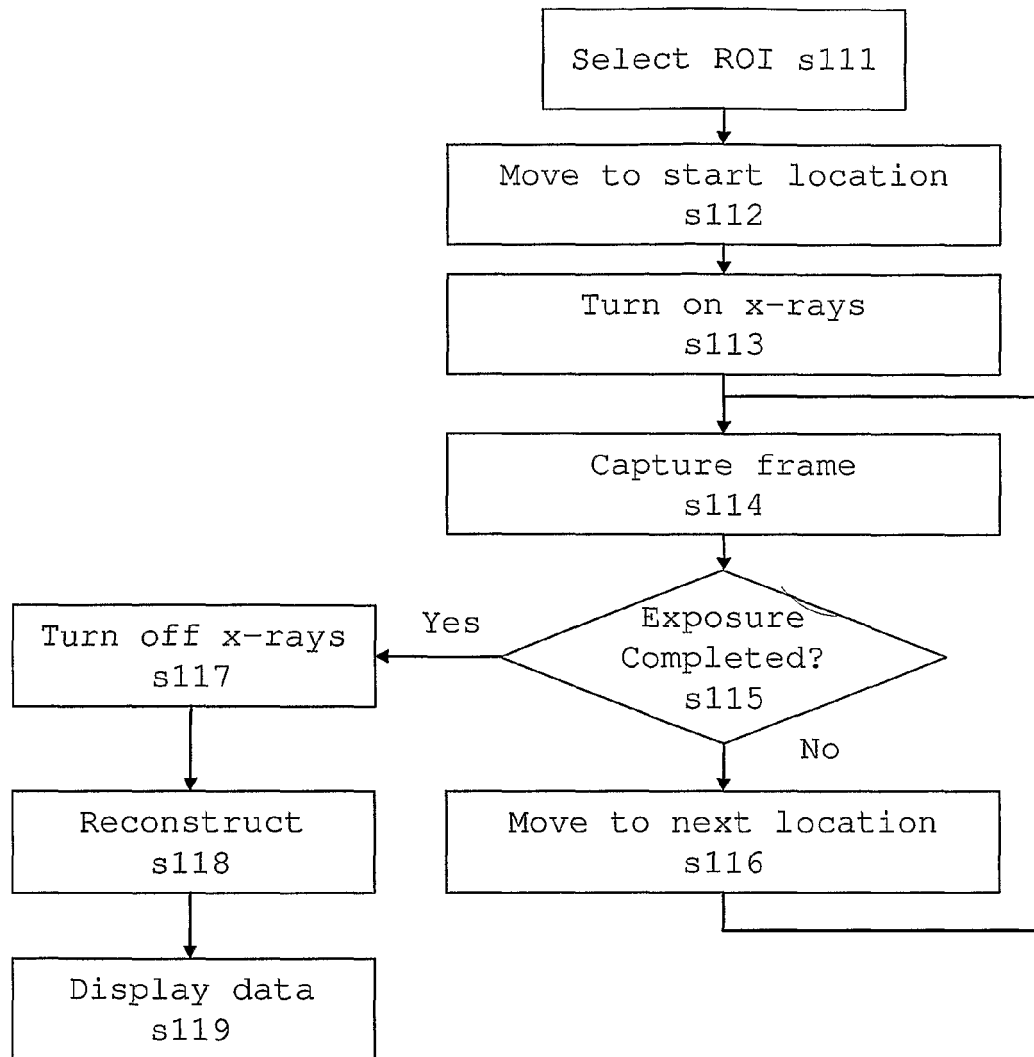 Select ROI s111
Move to start location
s112
Turn on x-rays
s113
Capture frame
s114
Exposure
Completed?
s115
Yes
No
Turn off x-rays
s117
Move to next location
s116
Reconstruct
s118
Display data
s119